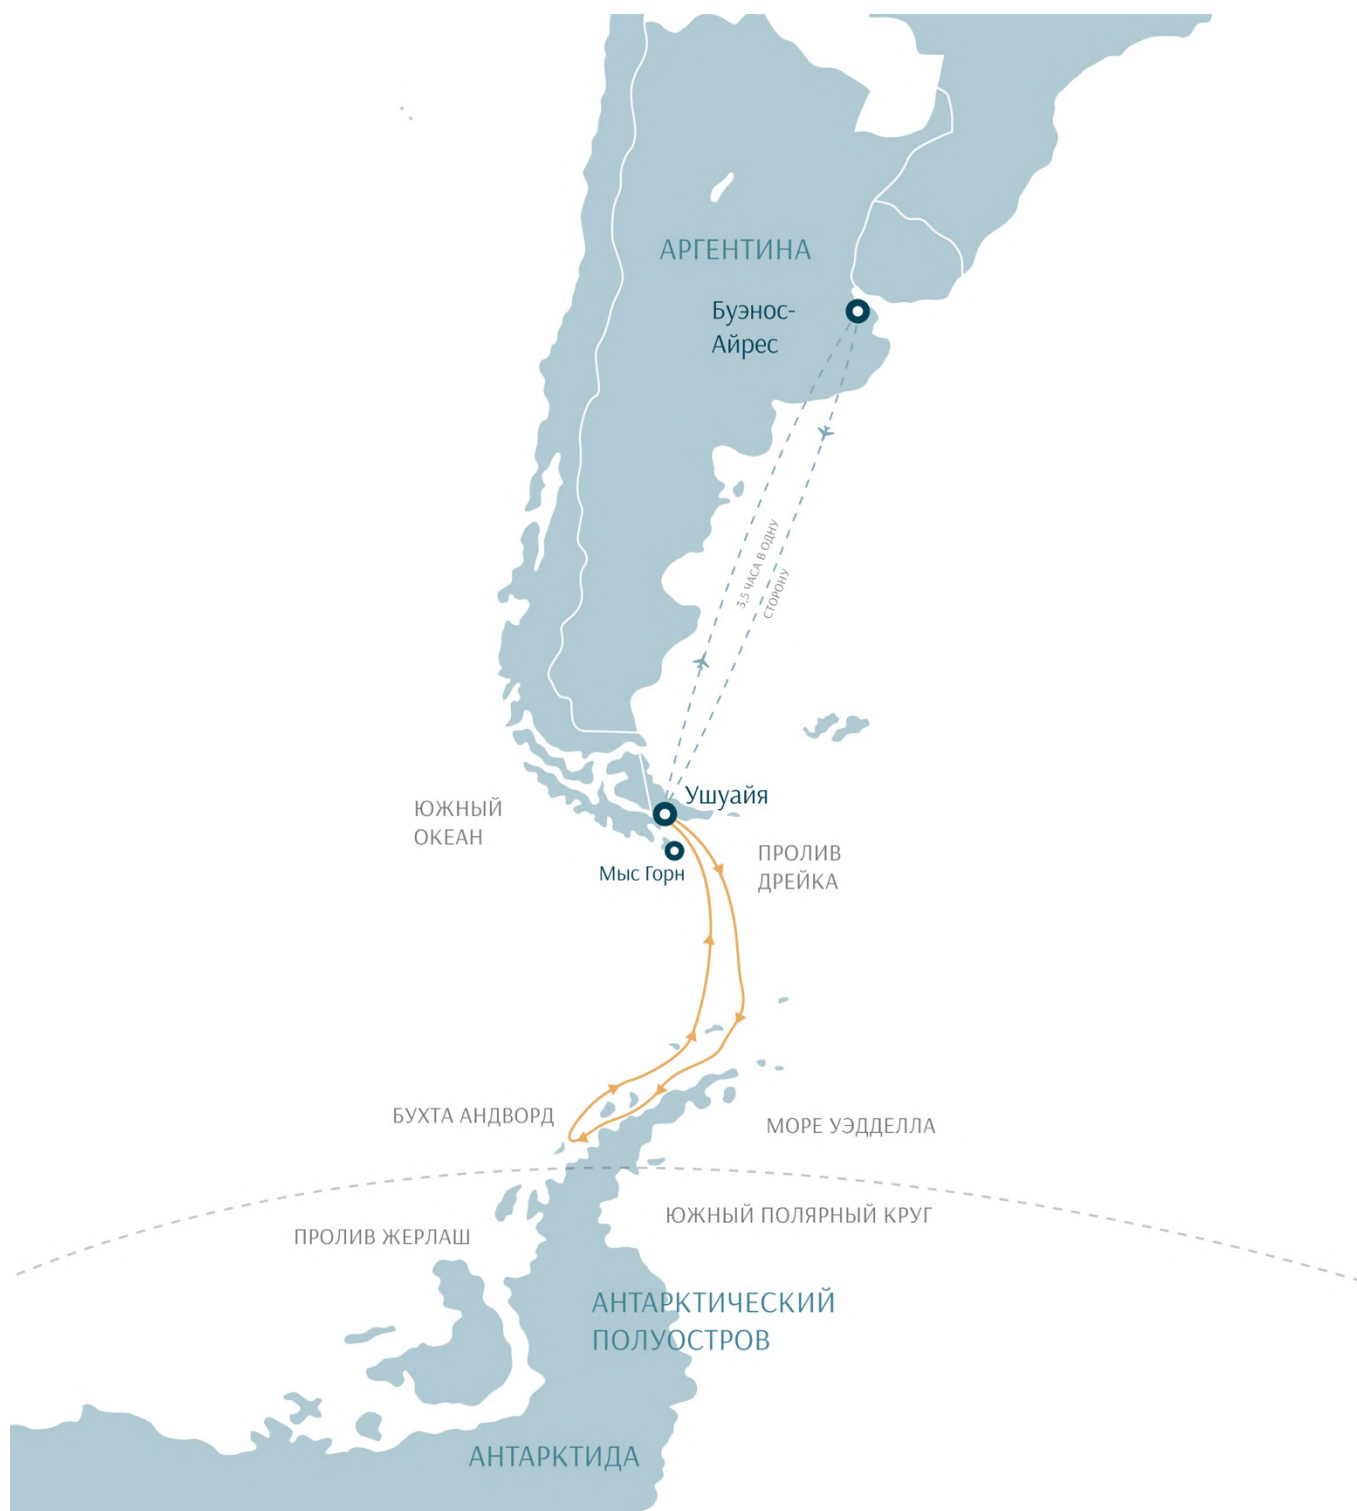 АРГЕНТИНА
Буэнос-
Айрес
3,5 ЧАСА В ОДНУ
СТОРОНУ
Ушуайя
ЮЖНЫЙ
ОКЕАН
Мыс Горн
ПРОЛИВ
ДРЕЙКА
БУХТА АНДВОРД
МОРЕ УЭДДЕЛЛА
ЮЖНЫЙ ПОЛЯРНЫЙ КРУГ
ПРОЛИВ ЖЕРЛАШ
АНТАРКТИЧЕСКИЙ
ПОЛУОСТРОВ
АНТАРКТИДА